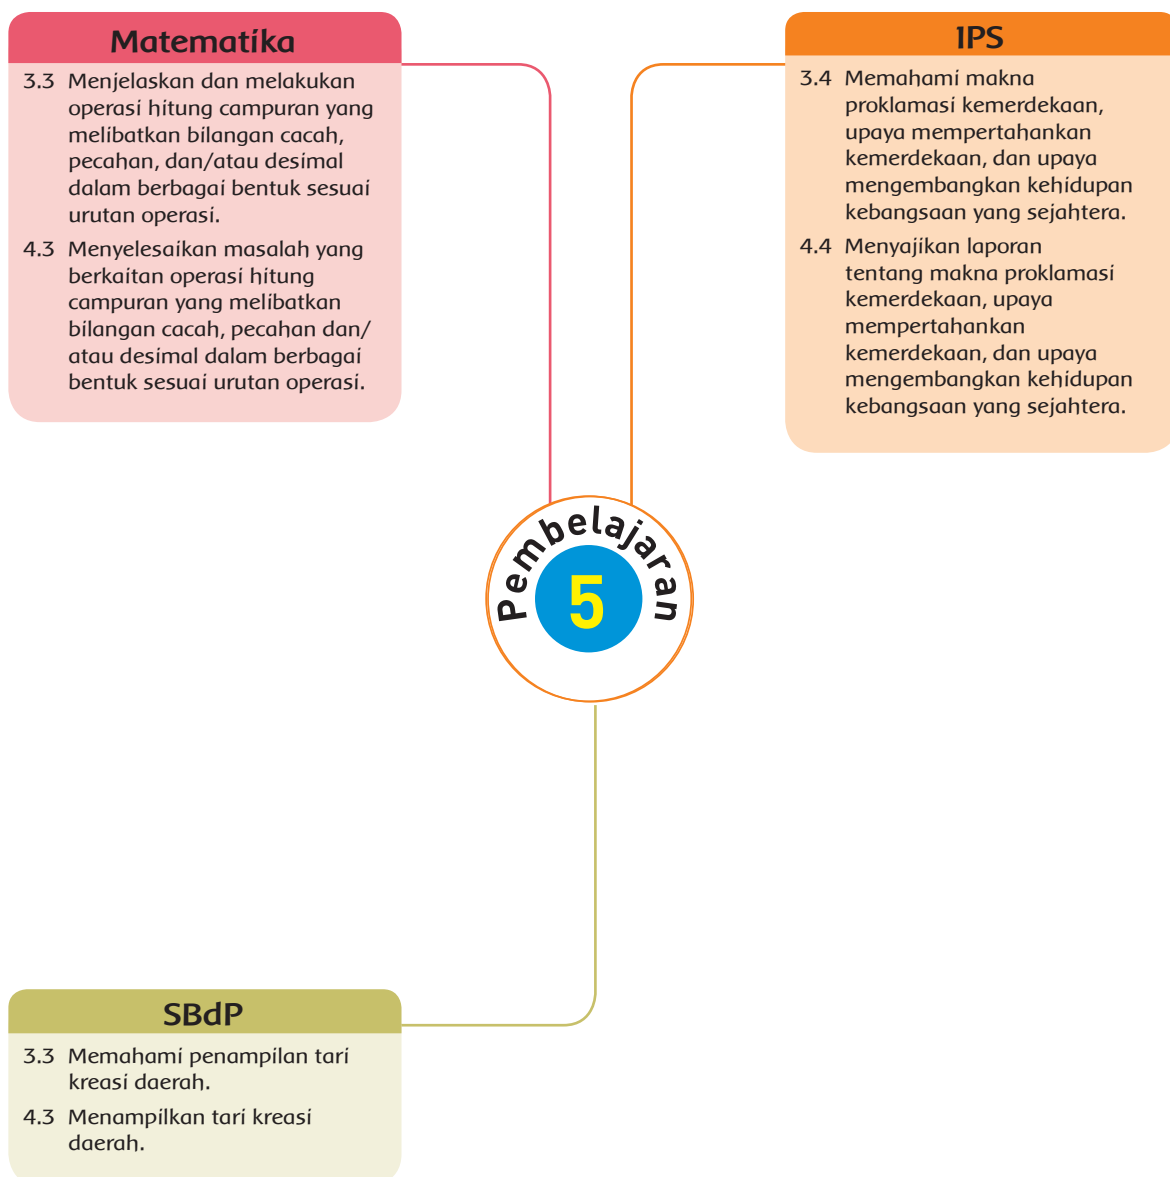 Matematika
3.3 Menjelaskan dan melakukan
operasi hitung campuran yang
melibatkan bilangan cacah,
pecahan, dan/atau desimal
dalam berbagai bentuk sesuai
urutan operasi.
4.3 Menyelesaikan masalah yang
berkaitan operasi hitung
campuran yang melibatkan
bilangan cacah, pecahan dan/
atau desimal dalam berbagai
bentuk sesuai urutan operasi.
IPS
3.4 Memahami makna
proklamasi kemerdekaan,
upaya mempertahankan
kemerdekaan, dan upaya
mengembangkan kehidupan
kebangsaan yang sejahtera.
4.4 Menyajikan laporan
tentang makna proklamasi
kemerdekaan, upaya
mempertahankan
kemerdekaan, dan upaya
mengembangkan kehidupan
kebangsaan yang sejahtera.
Pembelajaran
5
SBdP
3.3 Memahami penampilan tari
kreasi daerah.
4.3 Menampilkan tari kreasi
daerah.